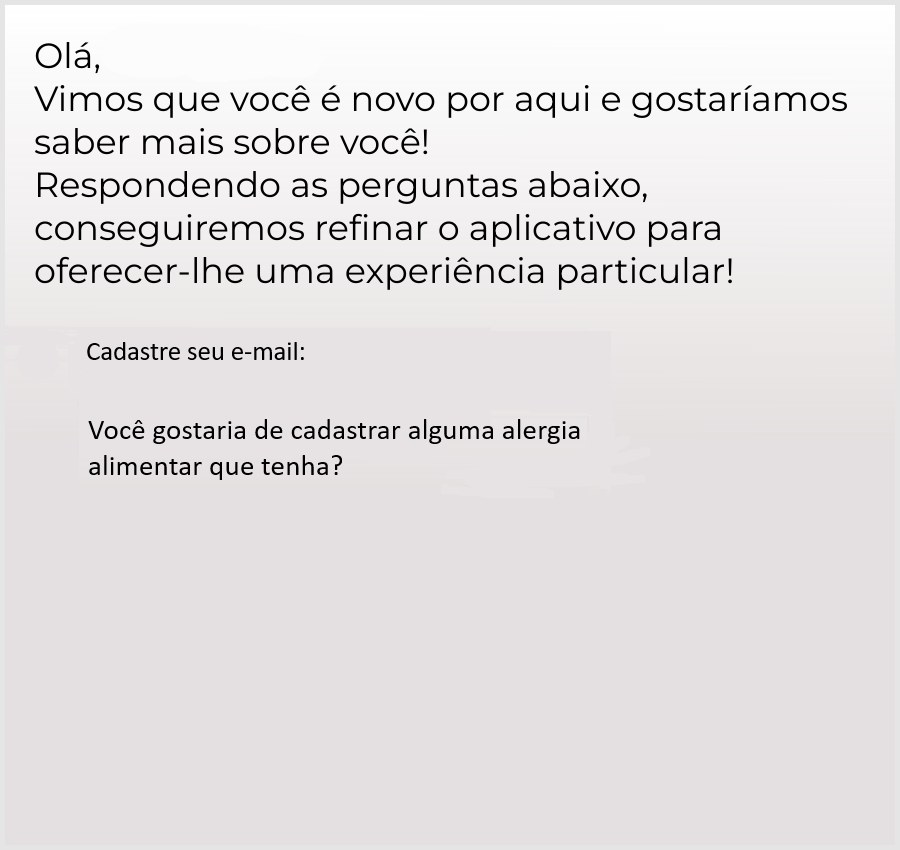 Olá,
Vimos que você é novo por aqui e gostaríamos
saber mais sobre você!
Respondendo as perguntas abaixo,
conseguiremos refinar o aplicativo para
oferecer-lhe uma experiência particular!
Cadastre seu e-mail:
Você gostaria de cadastrar alguma alergia
alimentar que tenha?